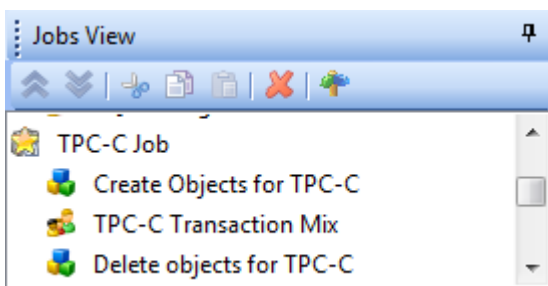 Jobs View
TPC-C Job
Create Objects for TPC-C
TPC-C Transaction Mix
Delete objects for TPC-C